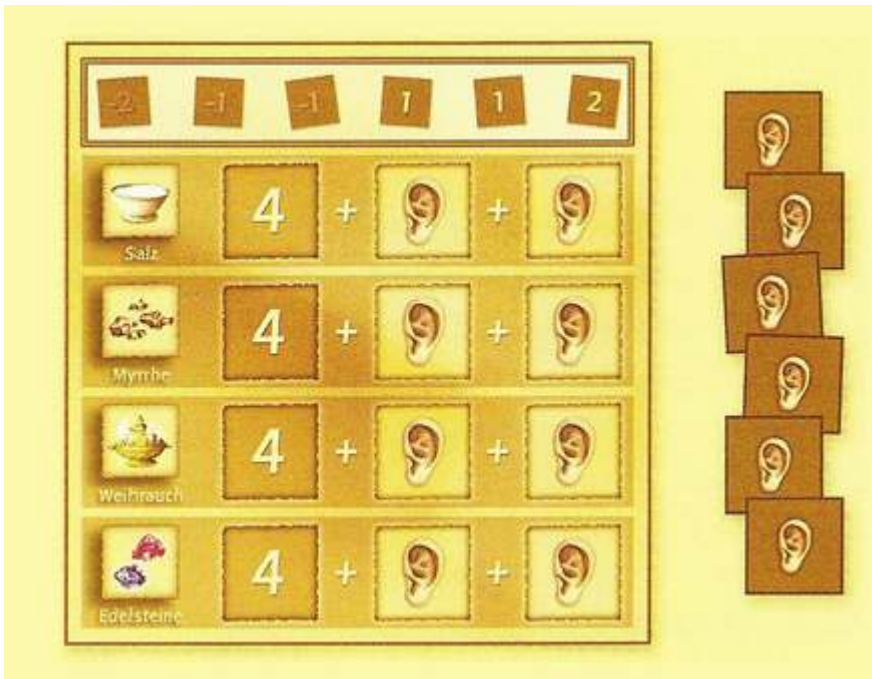 -2 -1 -1 1 1 2
4 + +
Salz
4 + +
Myrrhe
4 + +
Weihrauch
4 + +
Edelsteine